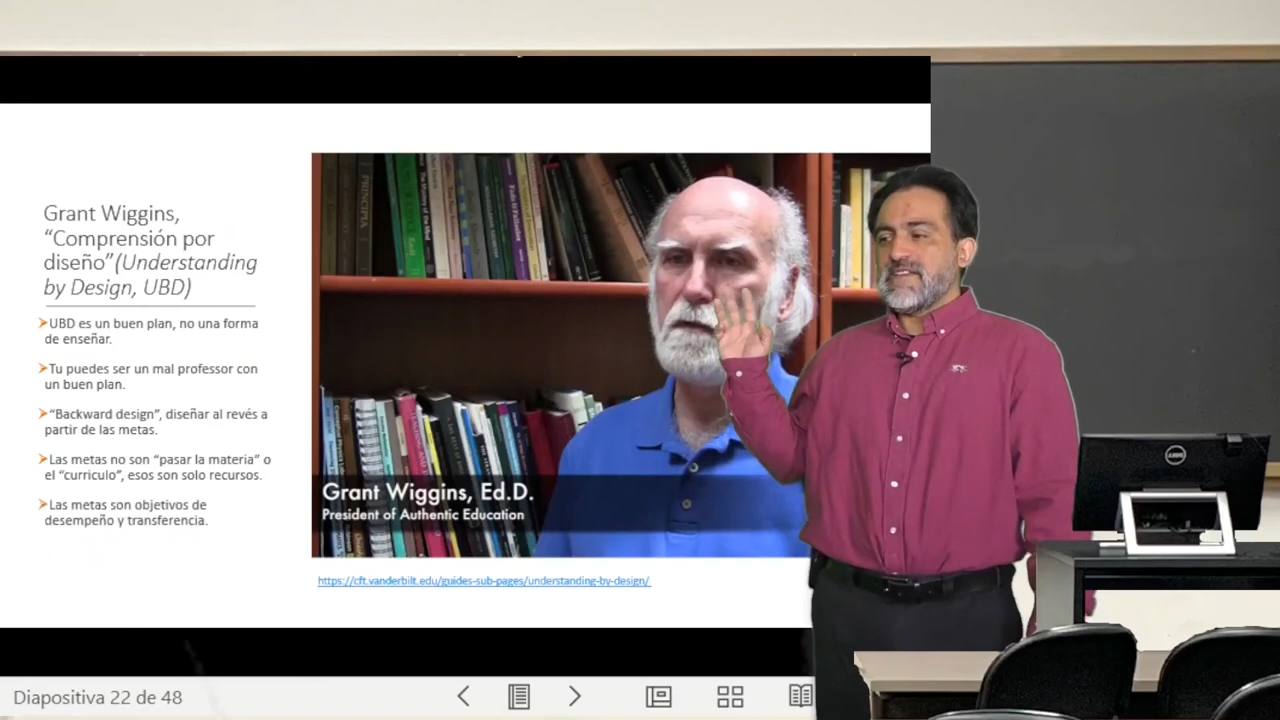 Grant Wiggins,
“Comprensión por
diseño”(Understanding
by Design, UBD)
UBD es un buen plan, no una forma
de enseñar.
Tu puedes ser un mal professor con
un buen plan.
“Backward design”, diseñar al revés a
partir de las metas.
Las metas no son “pasar la materia” o
el “curriculo”, esos son solo recursos.
Las metas son objetivos de
desempeño y transferencia.
PRINCIPIA
Grant Wiggins, Ed.D.
President of Authentic Education
https://cft.vanderbilt.edu/guides-sub-pages/understanding-by-design/
DELL
Diapositiva 22 de 48